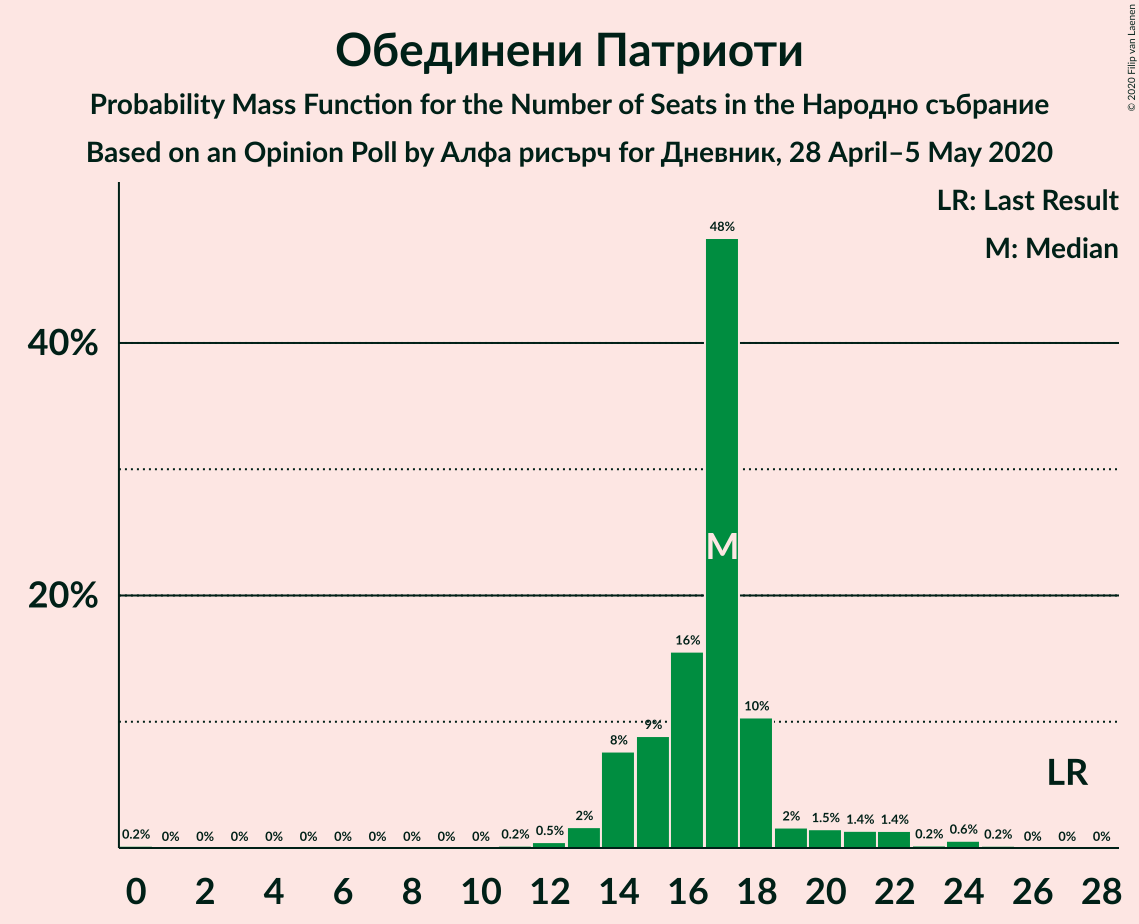 Обединени Патриоти
Probability Mass Function for the Number of Seats in the Народно събрание
Based on an Opinion Poll by Алфа рисърч for Дневник, 28 April–5 May 2020
© 2020 Filip van Laenen
LR: Last Result
M: Median
40%
20%
0.2% 0% 0% 0% 0% 0% 0% 0% 0% 0% 0% 0.2% 0.5% 2% 8% 9% 16% 48% 10% 2% 1.5% 1.4% 1.4% 0.2% 0.6% 0.2% 0% 0% 0%
M
LR
0 2 4 6 8 10 12 14 16 18 20 22 24 26 28